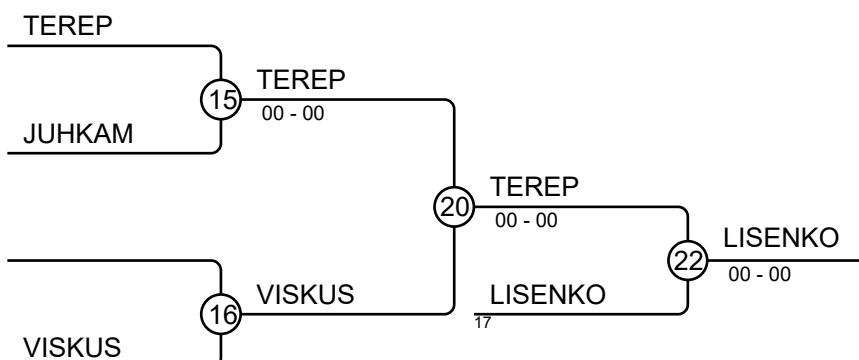 TEREP
TEREP
15
00 - 00
JUHKAM
TEREP
20
00 - 00
LISENKO
22
00 - 00
VISKUS
LISENKO
16
17
VISKUS